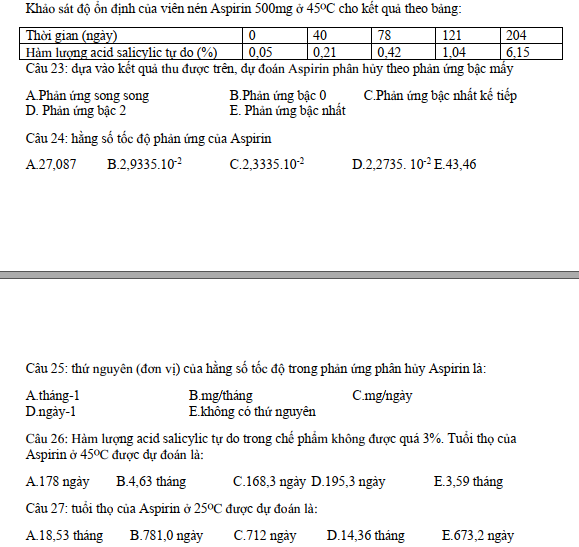 Khảo sát độ ổn định của viên nén Aspirin 500mg ở 45ºC cho kết quả theo bảng:
Thời gian (ngày) 0 40 78 121 204
Hàm lượng acid salicylic tự do (%) 0,05 0,21 0,42 1,04 6,15
Câu 23: dựa vào kết quả thu được trên, dự đoán Aspirin phân hủy theo phản ứng bậc mấy
A.Phản ứng song song B.Phản ứng bậc 0 C.Phản ứng bậc nhất kế tiếp
D. Phản ứng bậc 2 E. Phản ứng bậc nhất
Câu 24: hằng số tốc độ phản ứng của Aspirin
A.27,087 B.2,9335.10⁻² C.2,3335.10⁻² D.2,2735. 10⁻² E.43,46
Câu 25: thứ nguyên (đơn vị) của hằng số tốc độ trong phản ứng phân hủy Aspirin là:
A.tháng-1 B.mg/tháng C.mg/ngày
D.ngày-1 E.không có thứ nguyên
Câu 26: Hàm lượng acid salicylic tự do trong chế phẩm không được quá 3%. Tuổi thọ của
Aspirin ở 45ºC được dự đoán là:
A.178 ngày B.4,63 tháng C.168,3 ngày D.195,3 ngày E.3,59 tháng
Câu 27: tuổi thọ của Aspirin ở 25ºC được dự đoán là:
A.18,53 tháng B.781,0 ngày C.712 ngày D.14,36 tháng E.673,2 ngày